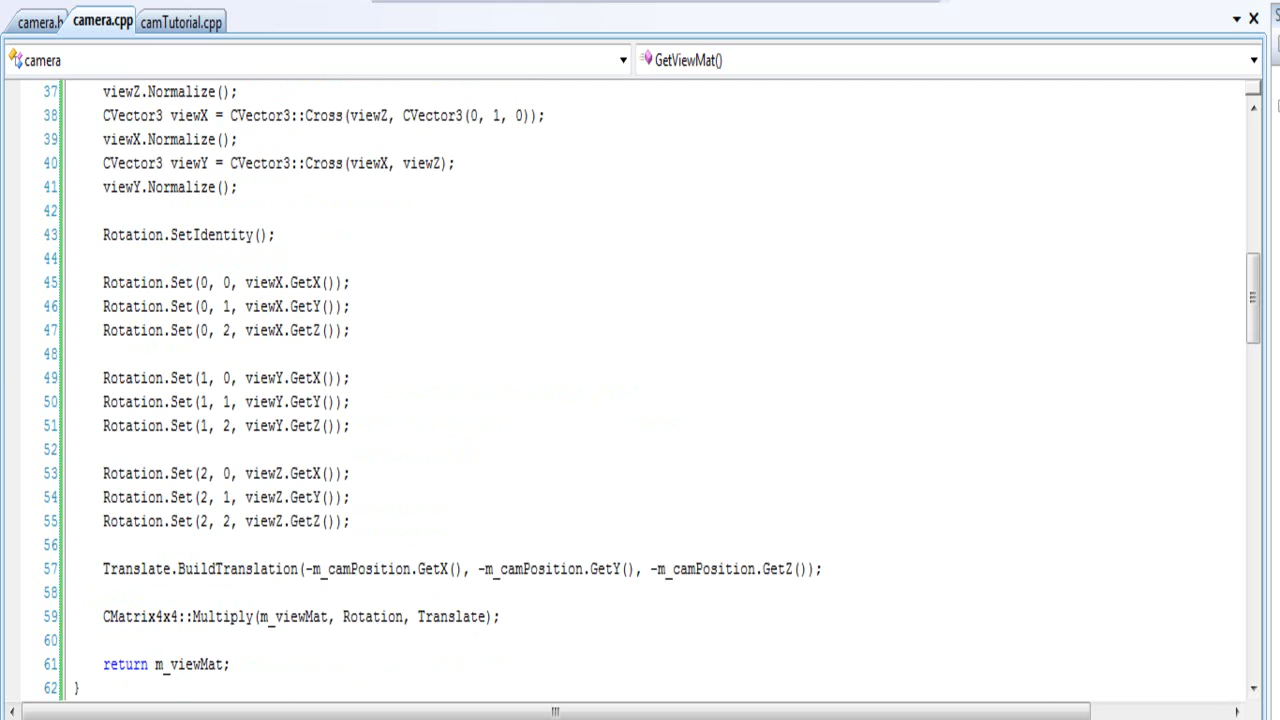 camera.h
camera.cpp
camTutorial.cpp
camera
GetViewMat()
37 viewZ.Normalize();
38 CVector3 viewX = CVector3::Cross(viewZ, CVector3(0, 1, 0));
39 viewX.Normalize();
40 CVector3 viewY = CVector3::Cross(viewX, viewZ);
41 viewY.Normalize();
42
43 Rotation.SetIdentity();
44
45 Rotation.Set(0, 0, viewX.GetX());
46 Rotation.Set(0, 1, viewX.GetY());
47 Rotation.Set(0, 2, viewX.GetZ());
48
49 Rotation.Set(1, 0, viewY.GetX());
50 Rotation.Set(1, 1, viewY.GetY());
51 Rotation.Set(1, 2, viewY.GetZ());
52
53 Rotation.Set(2, 0, viewZ.GetX());
54 Rotation.Set(2, 1, viewZ.GetY());
55 Rotation.Set(2, 2, viewZ.GetZ());
56
57 Translate.BuildTranslation(-m_camPosition.GetX(), -m_camPosition.GetY(), -m_camPosition.GetZ());
58
59 CMatrix4x4::Multiply(m_viewMat, Rotation, Translate);
60
61 return m_viewMat;
62 }